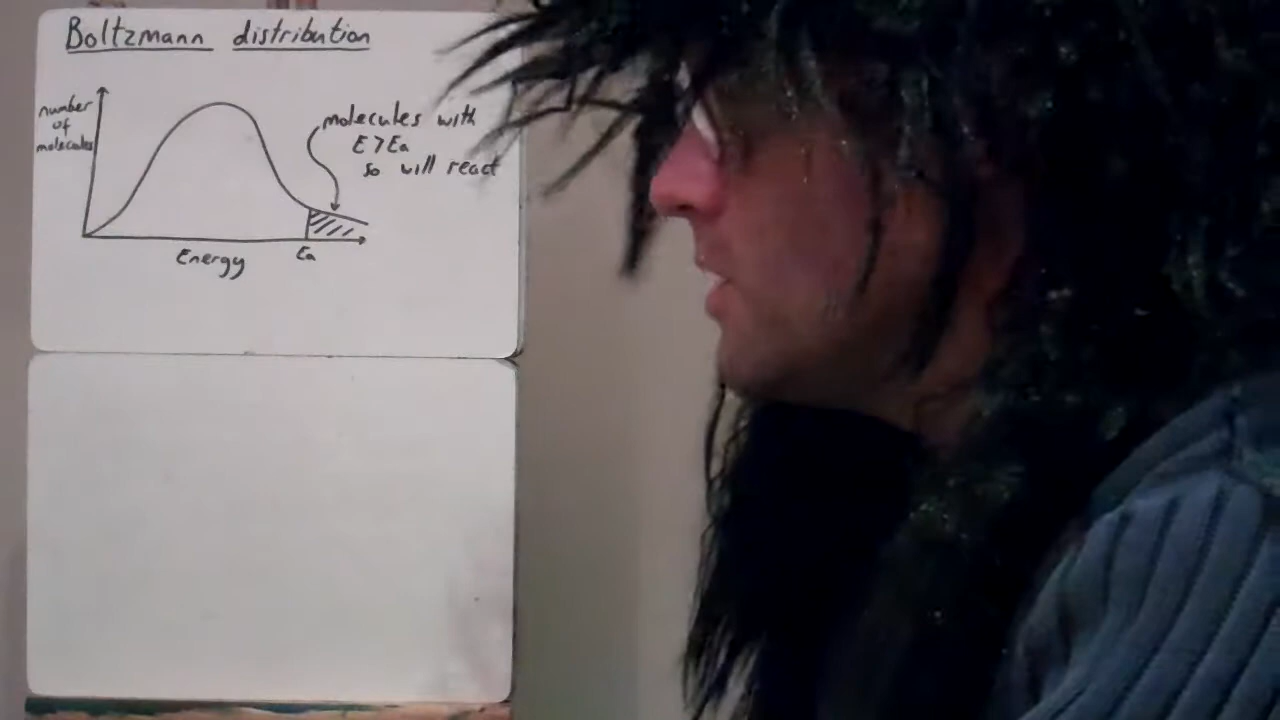 Boltzmann distribution
number
of
molecules
molecules with
E>Ea
so will react
Energy
Ea